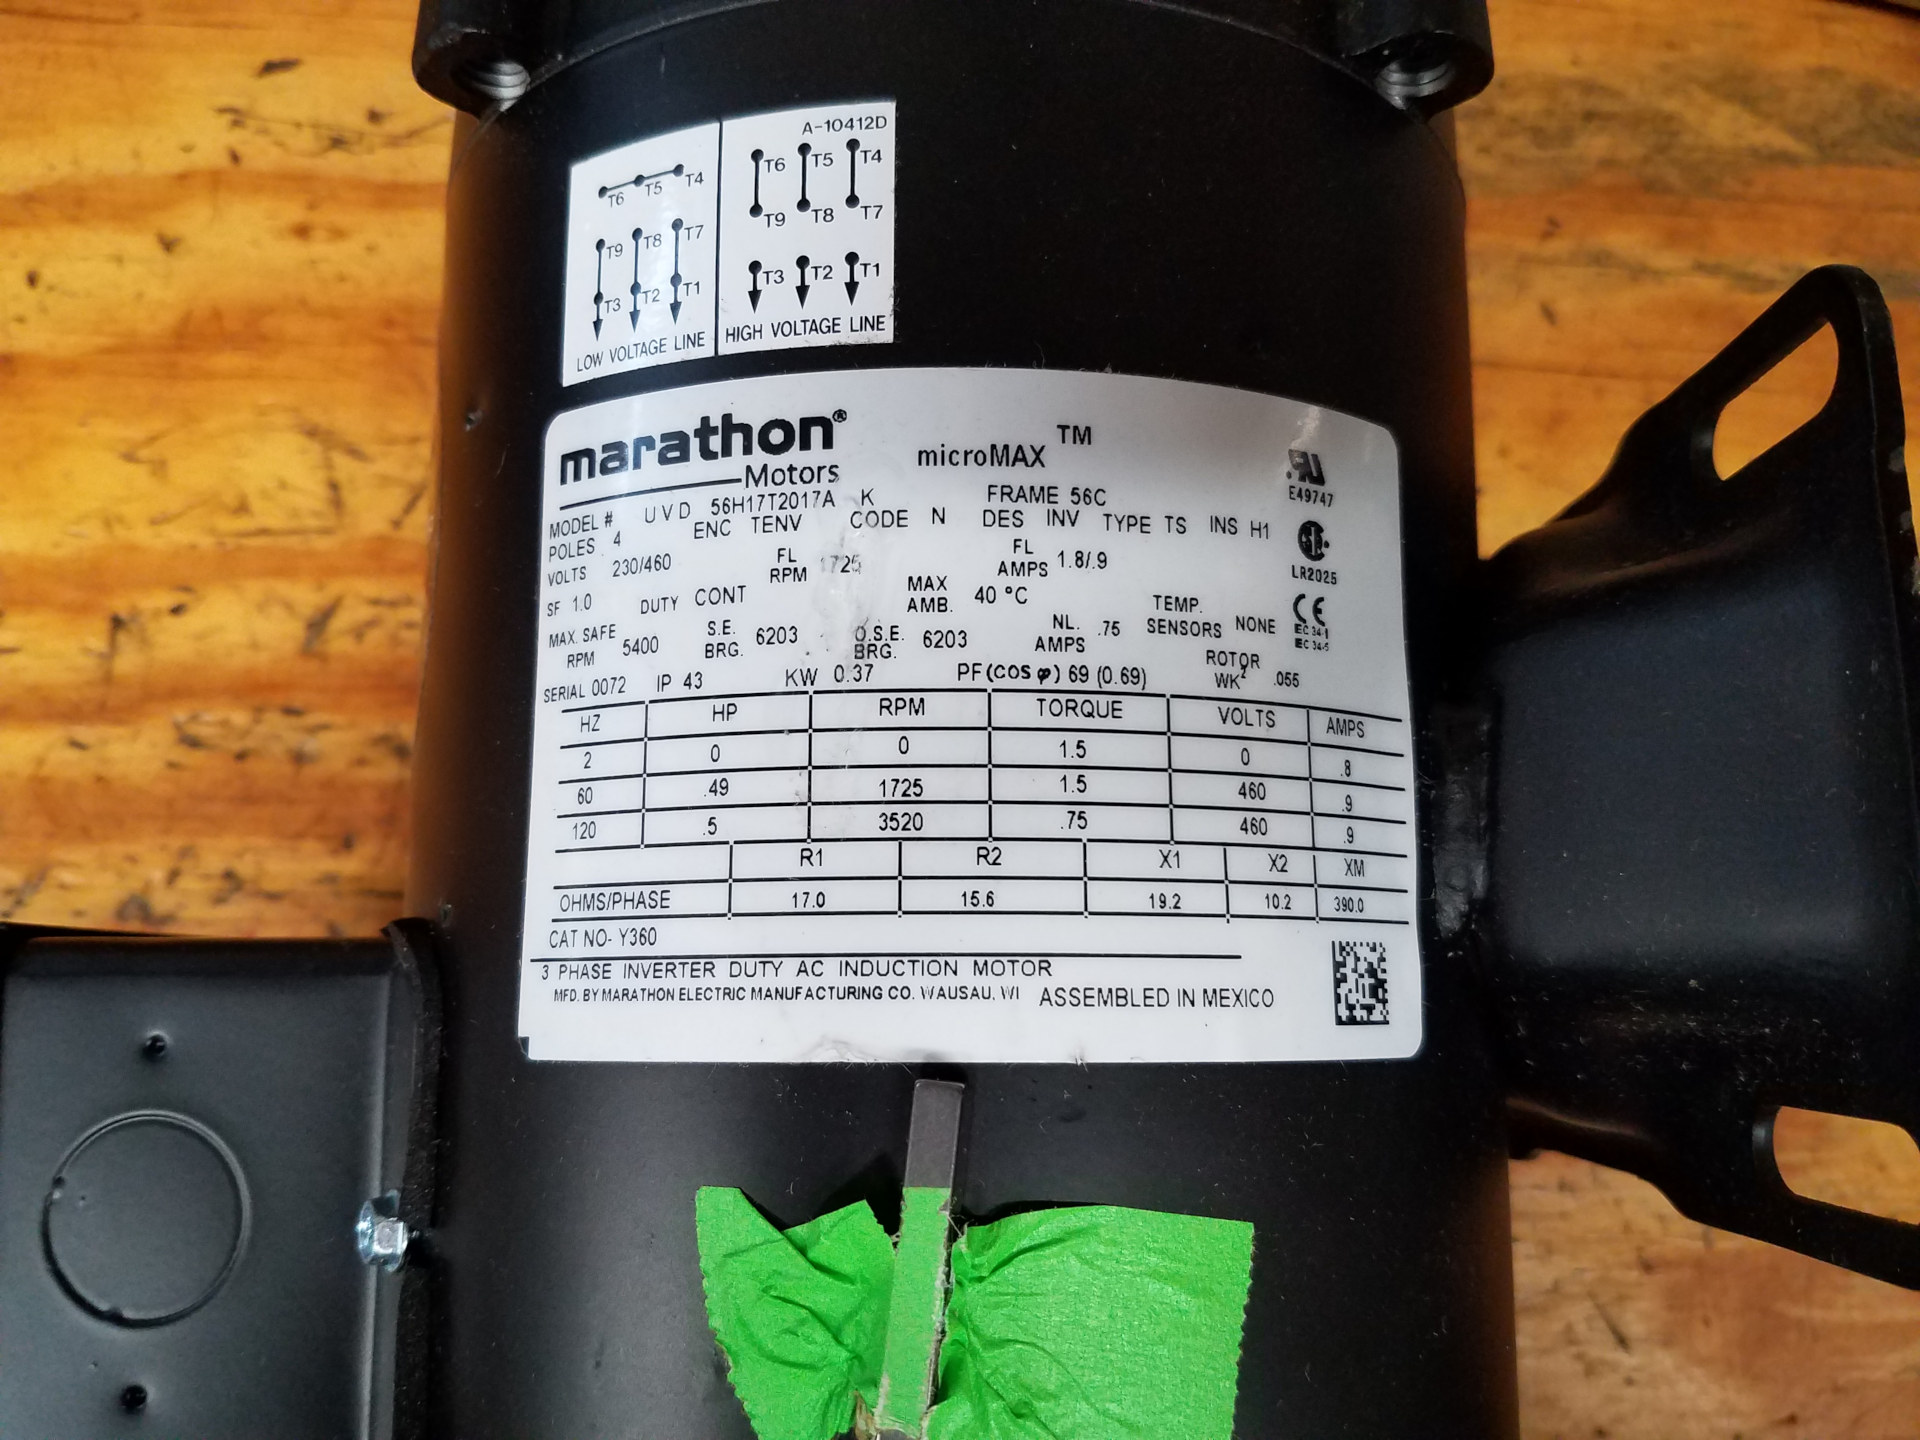 A-10412D
T6 T5 T4
T9 T8 T7
T3 T2 T1
LOW VOLTAGE LINE
T6 T5 T4
T9 T8 T7
T3 T2 T1
HIGH VOLTAGE LINE
marathon®
Motors
microMAX™
E49747
MODEL # UVD 56H17T2017A K FRAME 56C
POLES 4 ENC TENV CODE N DES INV TYPE TS INS H1
LR2025
VOLTS 230/460 FL RPM 1725 FL AMPS 1.8/.9
SF 1.0 DUTY CONT MAX AMB. 40 °C TEMP. SENSORS NONE
CE
IEC 34-1
IEC 34-5
MAX. SAFE RPM 5400 S.E. BRG. 6203 O.S.E. BRG. 6203 NL. AMPS .75
SERIAL 0072 IP 43 KW 0.37 PF (COS φ) 69 (0.69) ROTOR WK² .055
HZ HP RPM TORQUE VOLTS AMPS
2 0 0 1.5 0 .8
60 .49 1725 1.5 460 .9
120 .5 3520 .75 460 .9
R1 R2 X1 X2 XM
OHMS/PHASE 17.0 15.6 19.2 10.2 390.0
CAT NO- Y360
3 PHASE INVERTER DUTY AC INDUCTION MOTOR
MFD. BY MARATHON ELECTRIC MANUFACTURING CO. WAUSAU, WI ASSEMBLED IN MEXICO